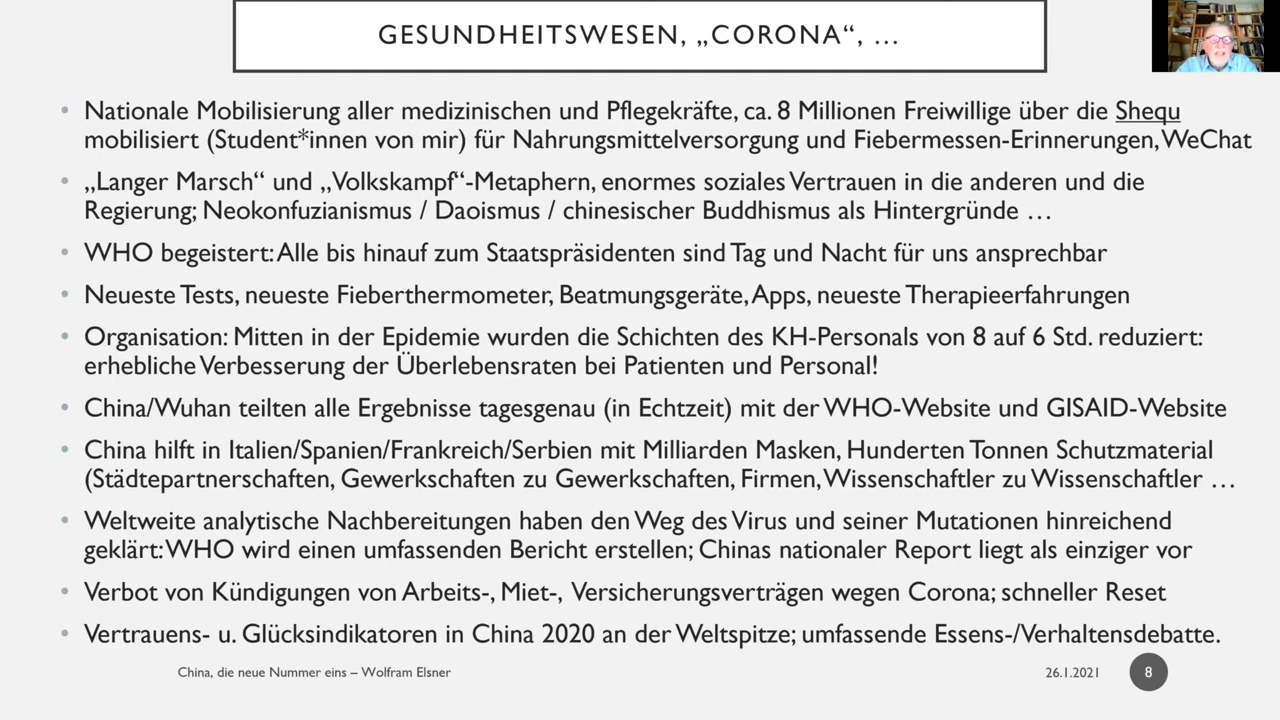 GESUNDHEITSWESEN, „CORONA“, …
• Nationale Mobilisierung aller medizinischen und Pflegekräfte, ca. 8 Millionen Freiwillige über die Shequ
mobilisiert (Student*innen von mir) für Nahrungsmittelversorgung und Fiebermessen-Erinnerungen, WeChat
• „Langer Marsch“ und „Volkskampf“-Metaphern, enormes soziales Vertrauen in die anderen und die
Regierung; Neokonfuzianismus / Daoismus / chinesischer Buddhismus als Hintergründe …
• WHO begeistert: Alle bis hinauf zum Staatspräsidenten sind Tag und Nacht für uns ansprechbar
• Neueste Tests, neueste Fieberthermometer, Beatmungsgeräte, Apps, neueste Therapieerfahrungen
• Organisation: Mitten in der Epidemie wurden die Schichten des KH-Personals von 8 auf 6 Std. reduziert:
erhebliche Verbesserung der Überlebensraten bei Patienten und Personal!
• China/Wuhan teilten alle Ergebnisse tagesgenau (in Echtzeit) mit der WHO-Website und GISAID-Website
• China hilft in Italien/Spanien/Frankreich/Serbien mit Milliarden Masken, Hunderten Tonnen Schutzmaterial
(Städtepartnerschaften, Gewerkschaften zu Gewerkschaften, Firmen, Wissenschaftler zu Wissenschaftler …
• Weltweite analytische Nachbereitungen haben den Weg des Virus und seiner Mutationen hinreichend
geklärt: WHO wird einen umfassenden Bericht erstellen; Chinas nationaler Report liegt als einziger vor
• Verbot von Kündigungen von Arbeits-, Miet-, Versicherungsverträgen wegen Corona; schneller Reset
• Vertrauens- u. Glücksindikatoren in China 2020 an der Weltspitze; umfassende Essens-/Verhaltensdebatte.
China, die neue Nummer eins – Wolfram Elsner
26.1.2021
8